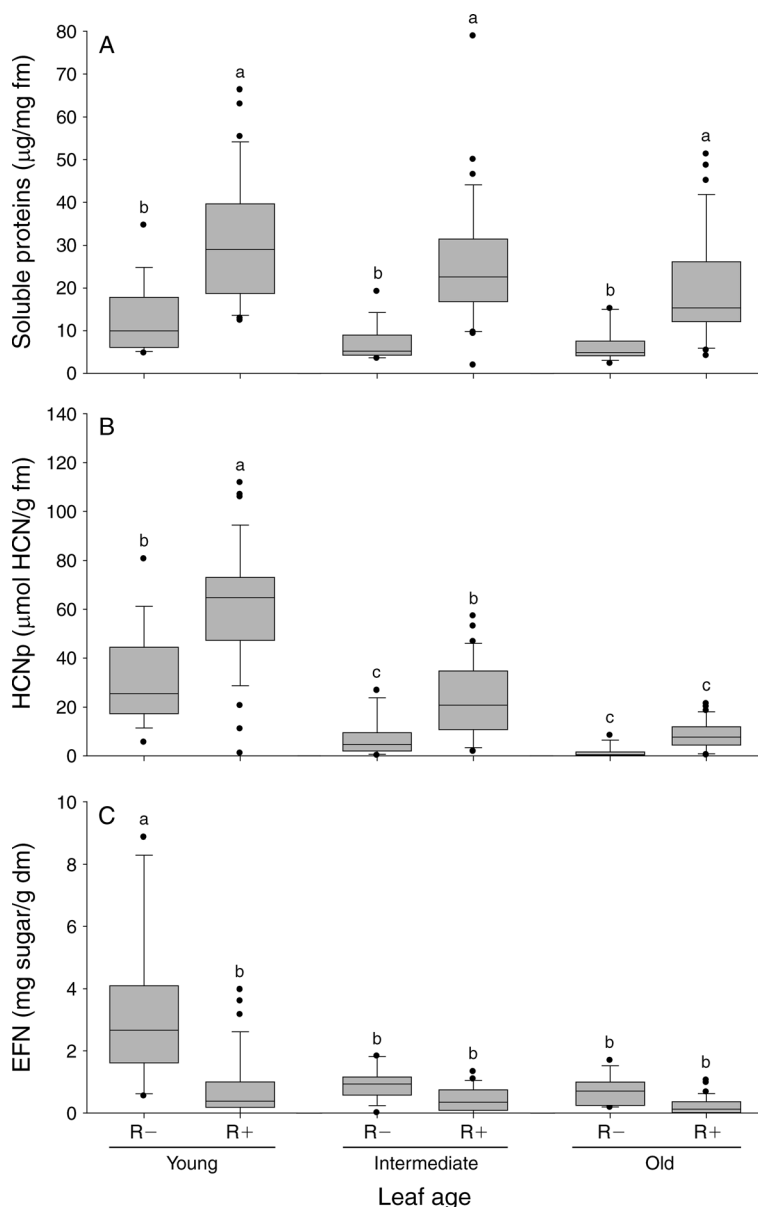 A
Soluble proteins (μg/mg fm)
80
70
60
50
40
30
20
10
0
b
a
b
a
b
a
B
HCNp (μmol HCN/g fm)
140
120
100
80
60
40
20
0
b
a
c
b
c
c
C
EFN (mg sugar/g dm)
10
8
6
4
2
0
a
b
b
b
b
b
R− R+ R− R+ R− R+
Young Intermediate Old
Leaf age